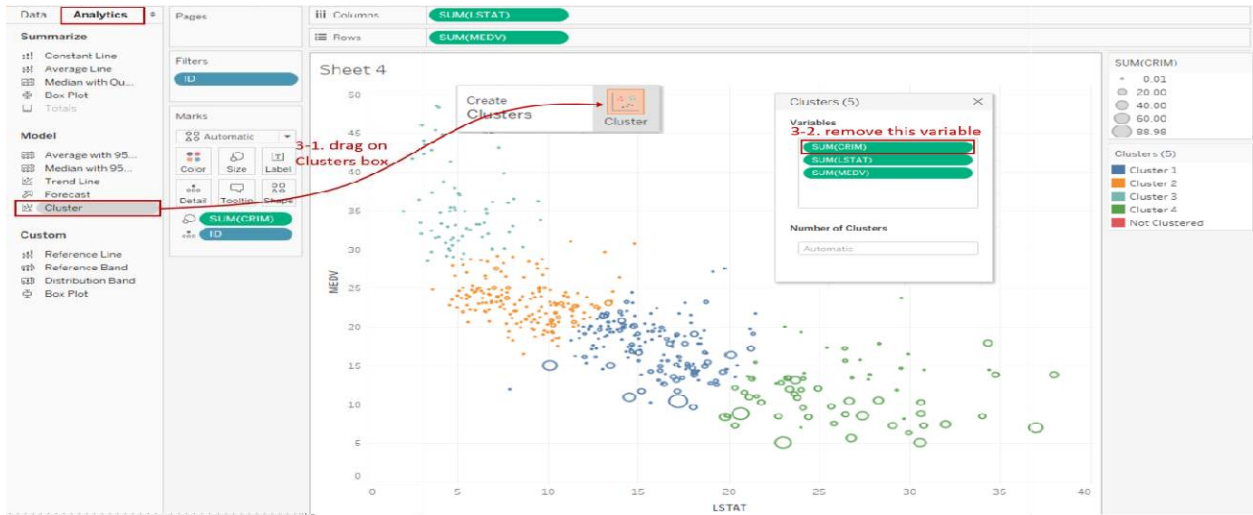 Data Analytics
Summarize
Constant Line
Average Line
Median with Qu...
Box Plot
Totals
Model
Average with 95...
Median with 95...
Trend Line
Forecast
Cluster
Custom
Reference Line
Reference Band
Distribution Band
Box Plot
Pages
Filters
ID
Marks
Automatic
Color Size Label
Detail Tooltip Shape
SUM(CRIM)
ID
Columns SUM(LSTAT)
Rows SUM(MEDV)
Sheet 4
Create
Clusters
Cluster
3-1. drag on
Clusters box
Clusters (5)
Variables
3-2. remove this variable
SUM(CRIM)
SUM(LSTAT)
SUM(MEDV)
Number of Clusters
Automatic
MEDV
50
45
40
35
30
25
20
15
10
5
0
0 5 10 15 20 25 30 35 40
LSTAT
SUM(CRIM)
0.01
20.00
40.00
60.00
88.98
Clusters (5)
Cluster 1
Cluster 2
Cluster 3
Cluster 4
Not Clustered